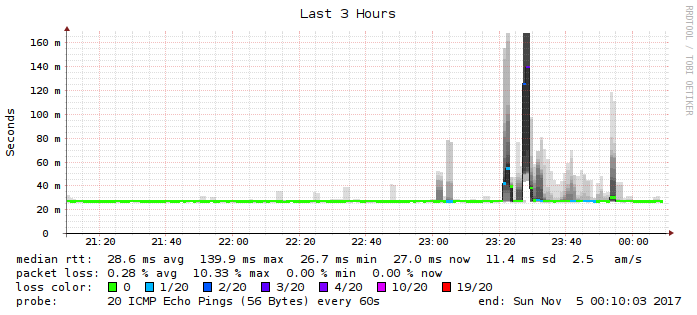 Last 3 Hours
RRDTOOL / TOBI OETIKER
Seconds
160 m
140 m
120 m
100 m
80 m
60 m
40 m
20 m
0
21:20 21:40 22:00 22:20 22:40 23:00 23:20 23:40 00:00
median rtt: 28.6 ms avg 139.9 ms max 26.7 ms min 27.0 ms now 11.4 ms sd 2.5 am/s
packet loss: 0.28 % avg 10.33 % max 0.00 % min 0.00 % now
loss color: 0 1/20 2/20 3/20 4/20 10/20 19/20
probe: 20 ICMP Echo Pings (56 Bytes) every 60s end: Sun Nov 5 00:10:03 2017